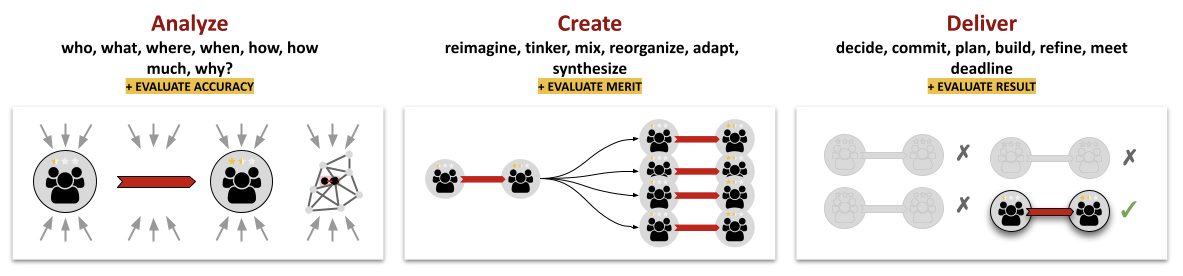 Analyze
who, what, where, when, how, how
much, why?
+ EVALUATE ACCURACY
Create
reimagine, tinker, mix, reorganize, adapt,
synthesize
+ EVALUATE MERIT
Deliver
decide, commit, plan, build, refine, meet
deadline
+ EVALUATE RESULT
✗
✗
✗
✓